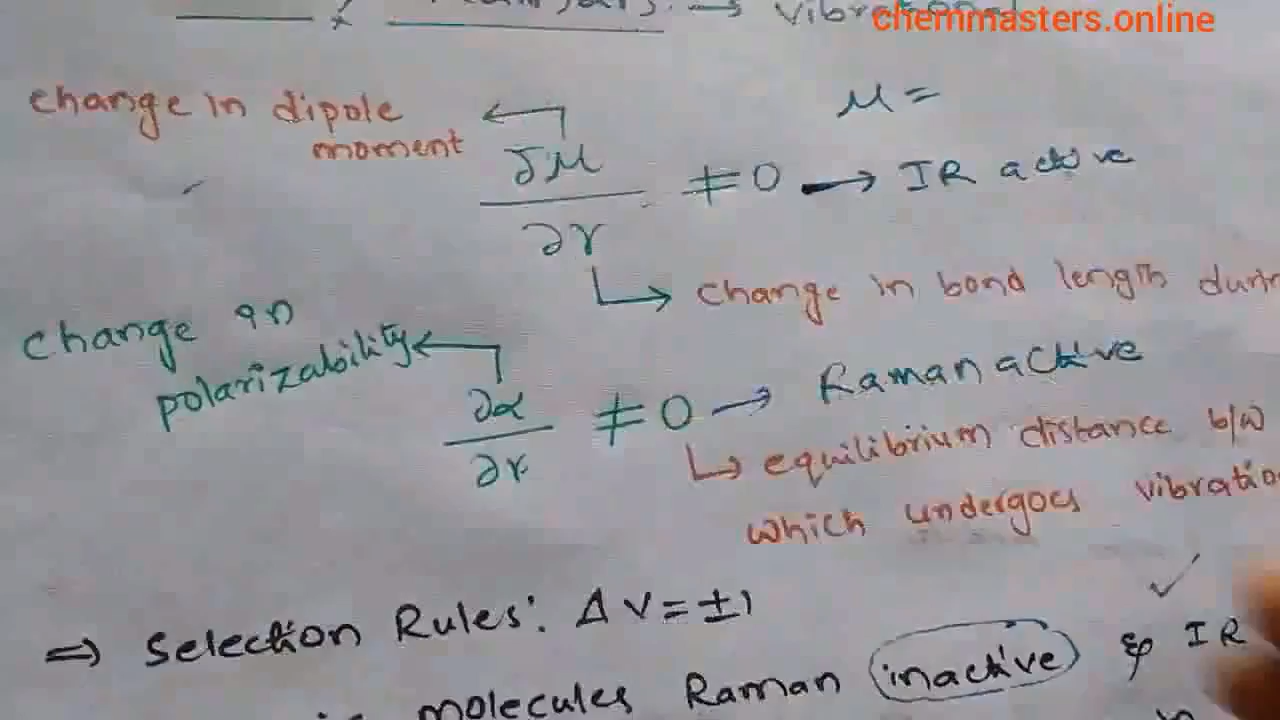 chemmasters.online
change in dipole
moment
∂μ
∂r
≠0 → IR active
μ =
→ change in bond length
change in
polarizability
∂α
∂r
≠ 0 → Raman active
equilibrium distance b/w
which undergoes
⇒ Selection Rules: Δv = ±1
molecules Raman inactive & IR